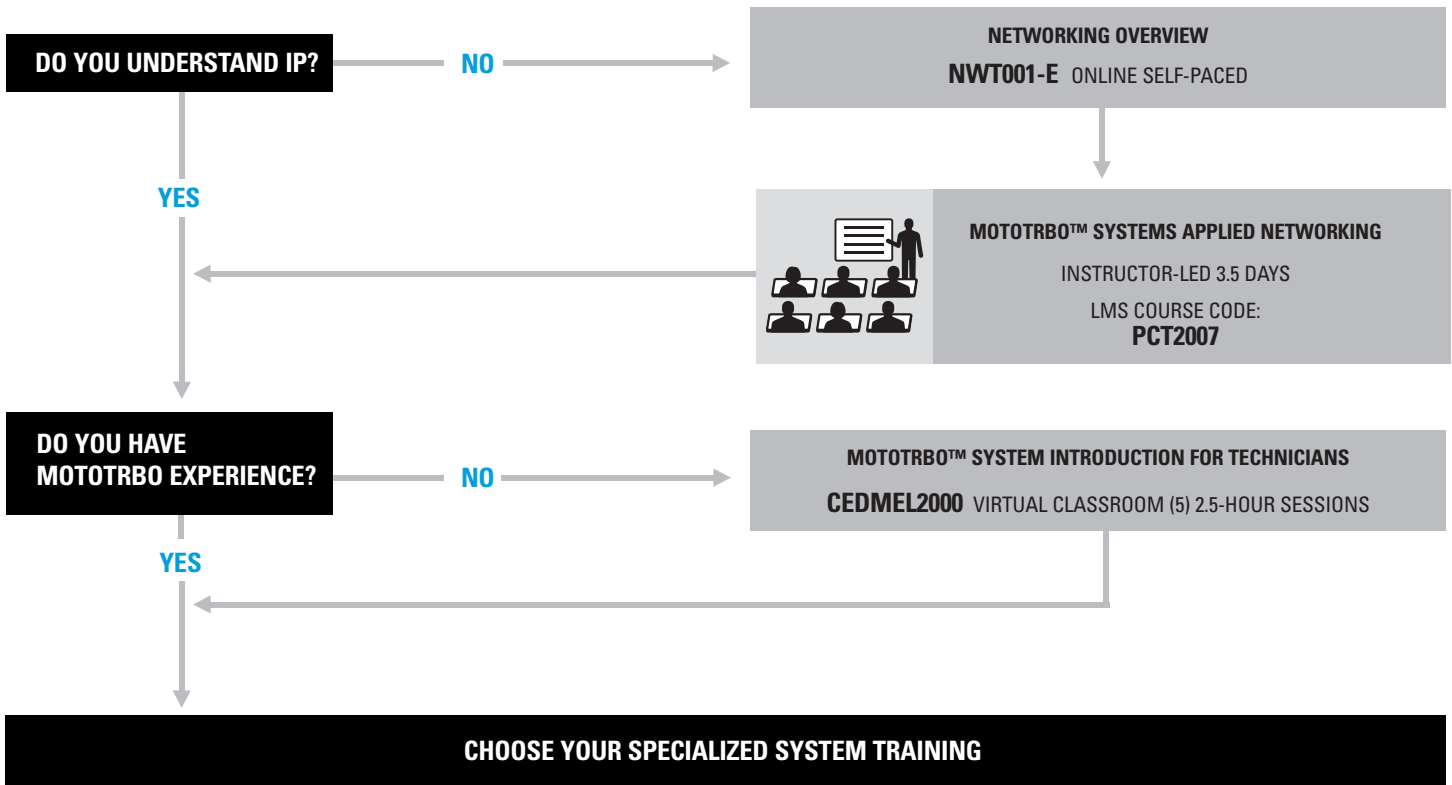 DO YOU UNDERSTAND IP?
NO
NETWORKING OVERVIEW
NWT001-E ONLINE SELF-PACED
YES
MOTOTRBO™ SYSTEMS APPLIED NETWORKING
INSTRUCTOR-LED 3.5 DAYS
LMS COURSE CODE:
PCT2007
DO YOU HAVE
MOTOTRBO EXPERIENCE?
NO
MOTOTRBO™ SYSTEM INTRODUCTION FOR TECHNICIANS
CEDMEL2000 VIRTUAL CLASSROOM (5) 2.5-HOUR SESSIONS
YES
CHOOSE YOUR SPECIALIZED SYSTEM TRAINING